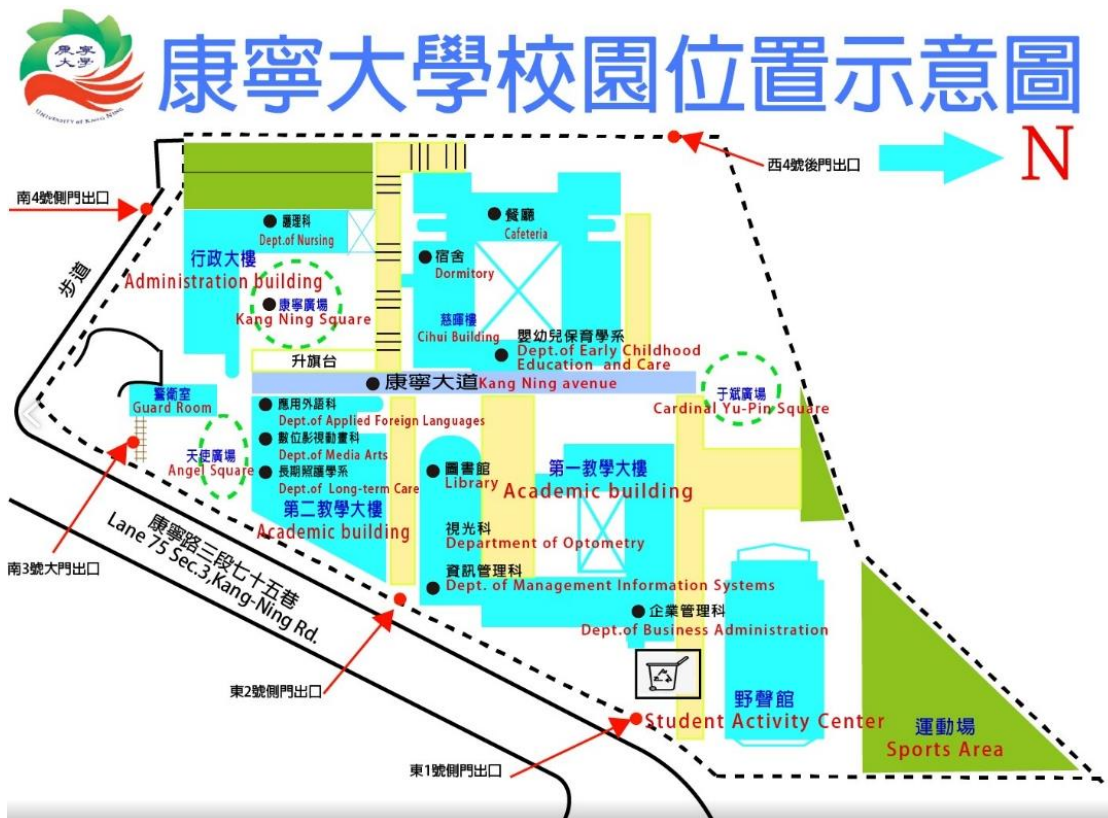 康寧大學
UNIVERSITY OF KANG NING
康寧大學校園位置示意圖
N
西4號後門出口
南4號側門出口
步道
護理科
Dept.of Nursing
行政大樓
Administration building
康寧廣場
Kang Ning Square
餐廳
Cafeteria
宿舍
Dormitory
慈暉樓
Cihui Building
嬰幼兒保育學系
Dept.of Early Childhood
Education and Care
升旗台
康寧大道 Kang Ning avenue
于斌廣場
Cardinal Yu-Pin Square
警衛室
Guard Room
天使廣場
Angel Square
應用外語科
Dept.of Applied Foreign Languages
數位影視動畫科
Dept.of Media Arts
長期照護學系
Dept.of Long-term Care
第二教學大樓
Academic building
圖書館
Library
第一教學大樓
Academic building
視光科
Department of Optometry
資訊管理科
Dept. of Management Information Systems
企業管理科
Dept.of Business Administration
南3號大門出口
康寧路三段七十五巷
Lane 75 Sec.3,Kang-Ning Rd.
東2號側門出口
東1號側門出口
野聲館
Student Activity Center
運動場
Sports Area